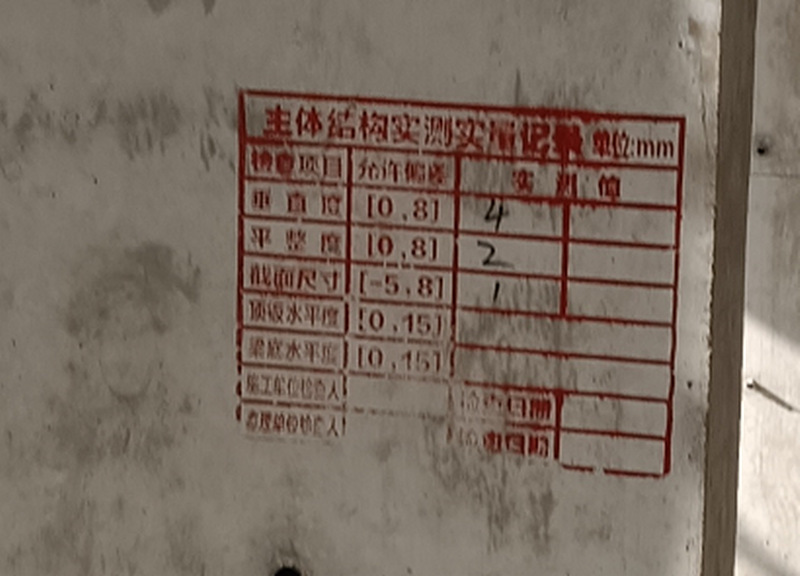 主体结构实测实量记录 单位:mm
检查项目 允许偏差 实测值
垂直度 [0,8] 4
平整度 [0,8] 2
截面尺寸 [-5,8] 1
顶板水平度 [0,15]
梁底水平度 [0,15]
施工单位检查人 检查日期
监理单位检查人 检查日期